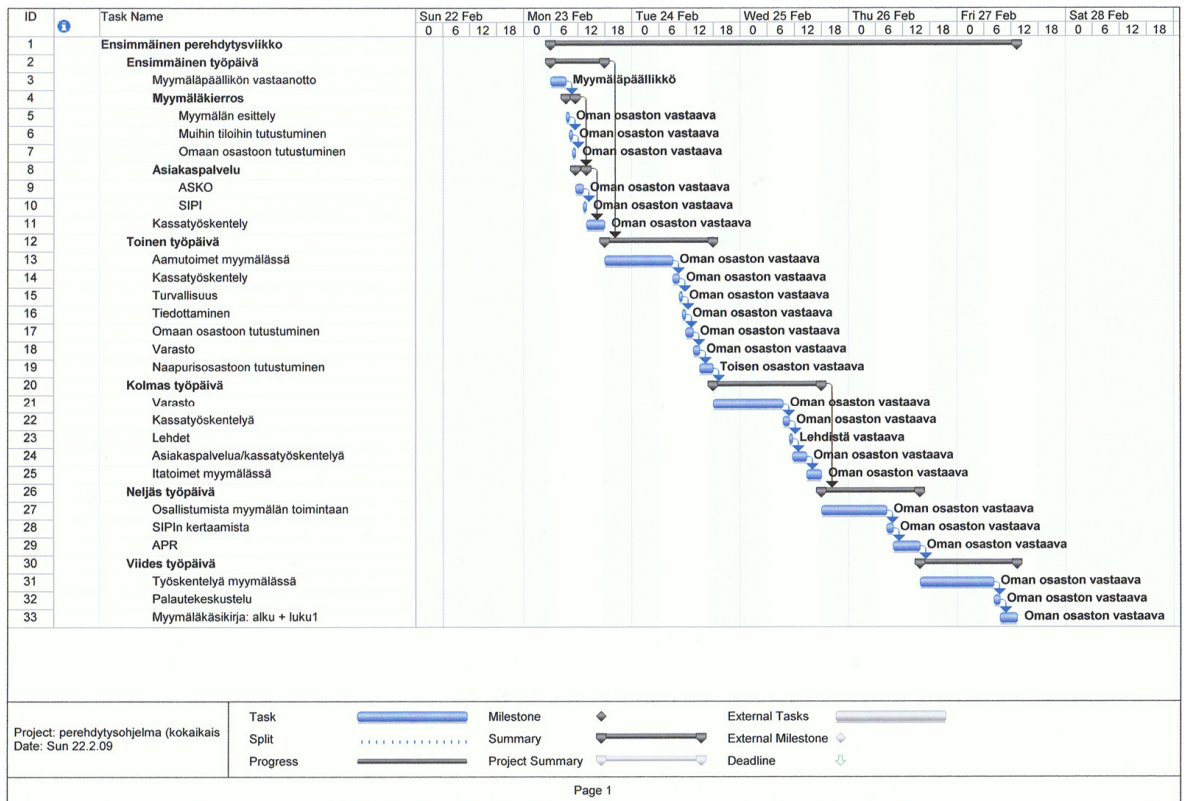 ID Task Name Sun 22 Feb Mon 23 Feb Tue 24 Feb Wed 25 Feb Thu 26 Feb Fri 27 Feb Sat 28 Feb
0 6 12 18 0 6 12 18 0 6 12 18 0 6 12 18 0 6 12 18 0 6 12 18 0 6 12 18
1 Ensimmäinen perehdytysviikko
2 Ensimmäinen työpäivä
3 Myymäläpäällikön vastaanotto Myymäläpäällikkö
4 Myymäläkierros
5 Myymälän esittely Oman osaston vastaava
6 Muihin tiloihin tutustuminen Oman osaston vastaava
7 Omaan osastoon tutustuminen Oman osaston vastaava
8 Asiakaspalvelu
9 ASKO Oman osaston vastaava
10 SIPI Oman osaston vastaava
11 Kassatyöskentely Oman osaston vastaava
12 Toinen työpäivä
13 Aamutoimet myymälässä Oman osaston vastaava
14 Kassatyöskentely Oman osaston vastaava
15 Turvallisuus Oman osaston vastaava
16 Tiedottaminen Oman osaston vastaava
17 Omaan osastoon tutustuminen Oman osaston vastaava
18 Varasto Oman osaston vastaava
19 Naapurisosastoon tutustuminen Toisen osaston vastaava
20 Kolmas työpäivä
21 Varasto Oman osaston vastaava
22 Kassatyöskentelyä Oman osaston vastaava
23 Lehdet Lehdistä vastaava
24 Asiakaspalvelua/kassatyöskentelyä Oman osaston vastaava
25 Itatoimet myymälässä Oman osaston vastaava
26 Neljäs työpäivä
27 Osallistumista myymälän toimintaan Oman osaston vastaava
28 SIPIn kertaamista Oman osaston vastaava
29 APR Oman osaston vastaava
30 Viides työpäivä
31 Työskentelyä myymälässä Oman osaston vastaava
32 Palautekeskustelu Oman osaston vastaava
33 Myymäläkäsikirja: alku + luku1 Oman osaston vastaava
Project: perehdytysohjelma (kokaikais
Date: Sun 22.2.09
Task Milestone External Tasks
Split Summary External Milestone
Progress Project Summary Deadline
Page 1